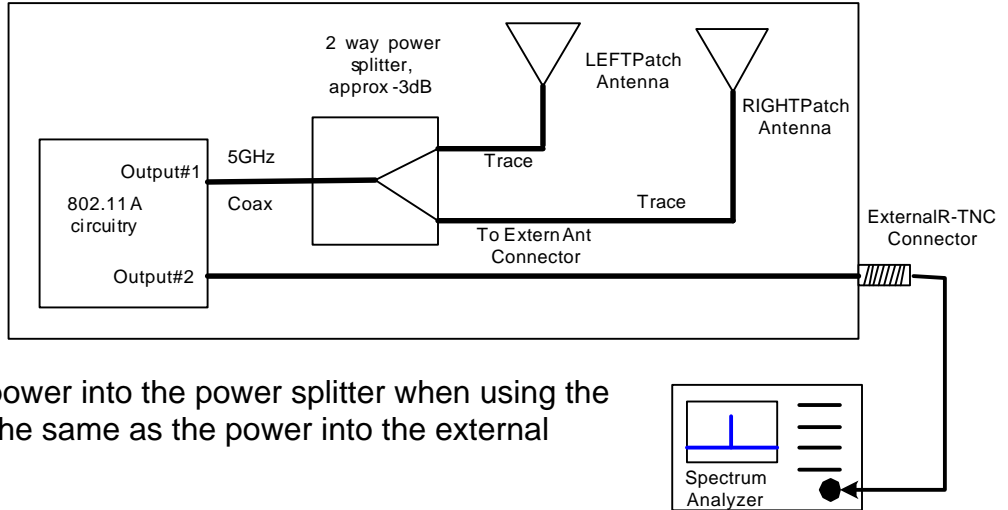 2 way power
splitter,
approx -3dB
LEFTPatch
Antenna
RIGHTPatch
Antenna
Output#1
5GHz
Coax
802.11A
circuitry
Trace
Trace
To Extern Ant
Connector
Output#2
ExternalR-TNC
Connector
power into the power splitter when using the
he same as the power into the external
Spectrum
Analyzer